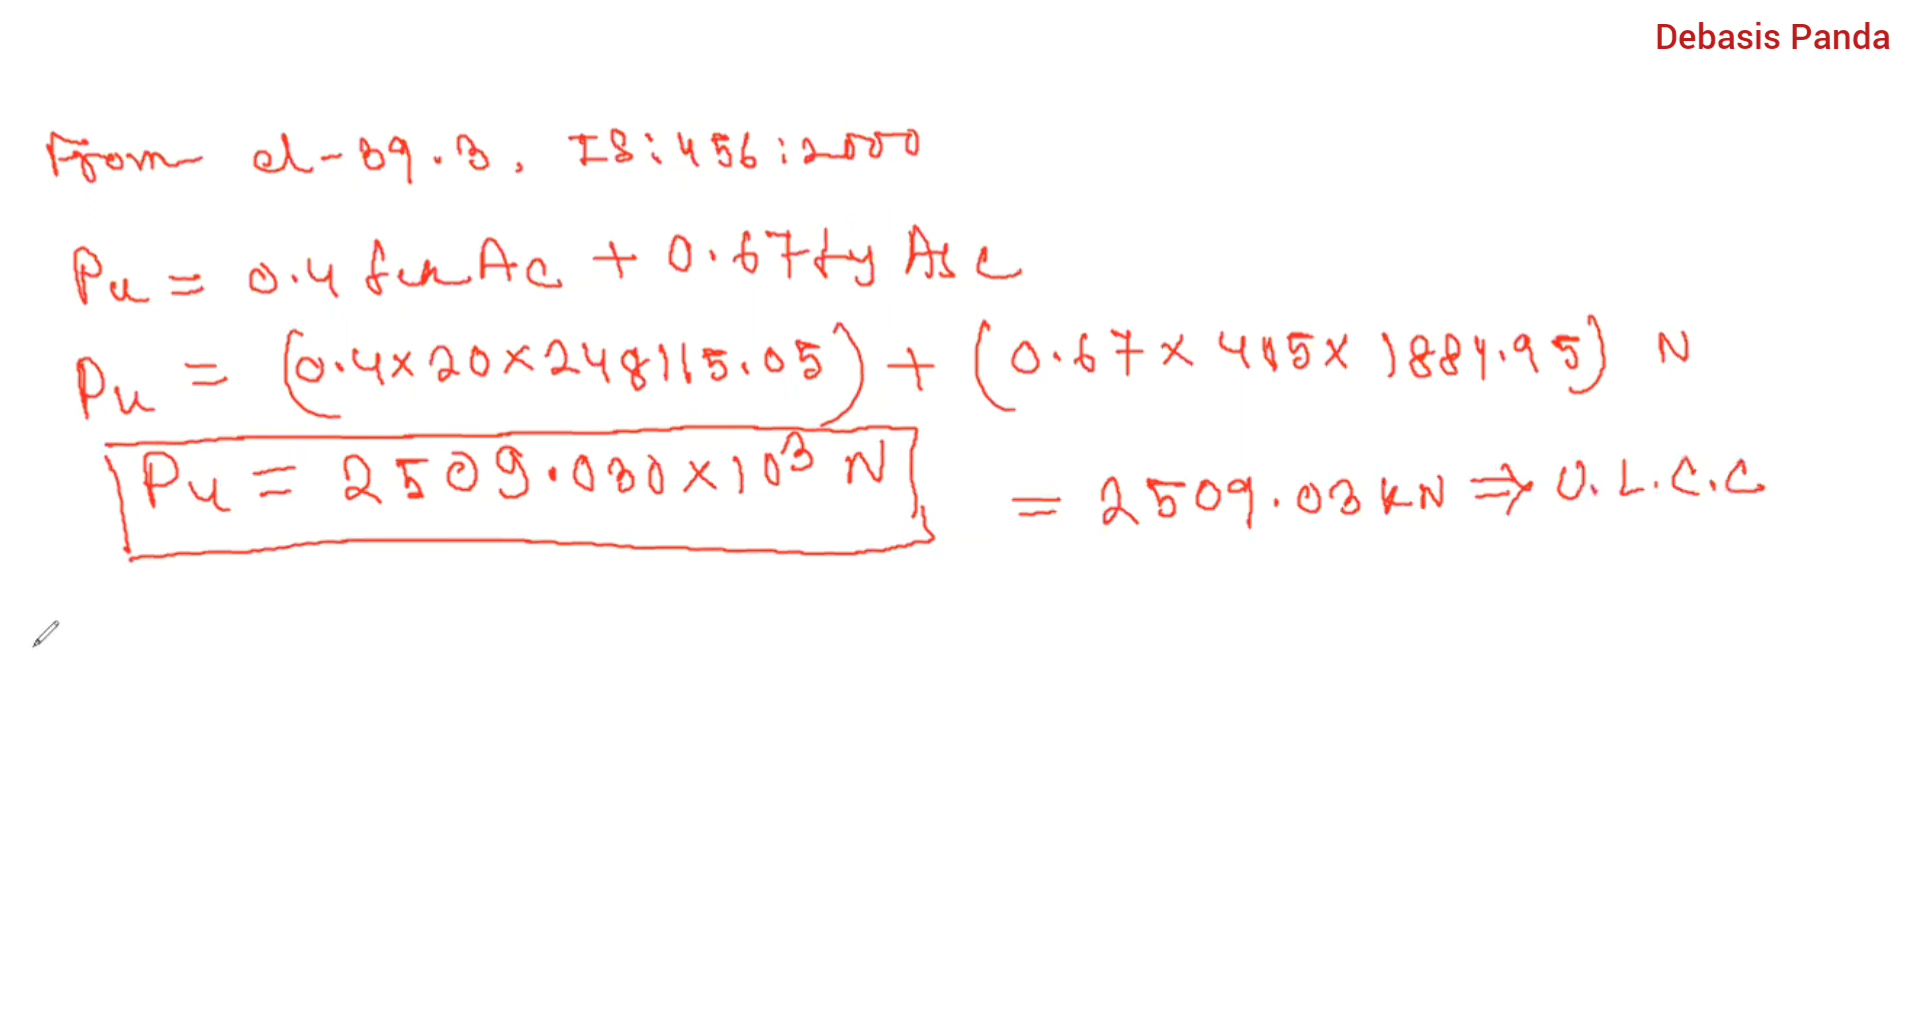 Debasis Panda
From cl-39.3, IS:456:2000
Pu = 0.4 fck Ac + 0.67 fy Asc
Pu = (0.4×20×248115.05) + (0.67×415×1884.95) N
Pu = 2509.030×10³ N = 2509.03 kN ⇒ U.L.C.C